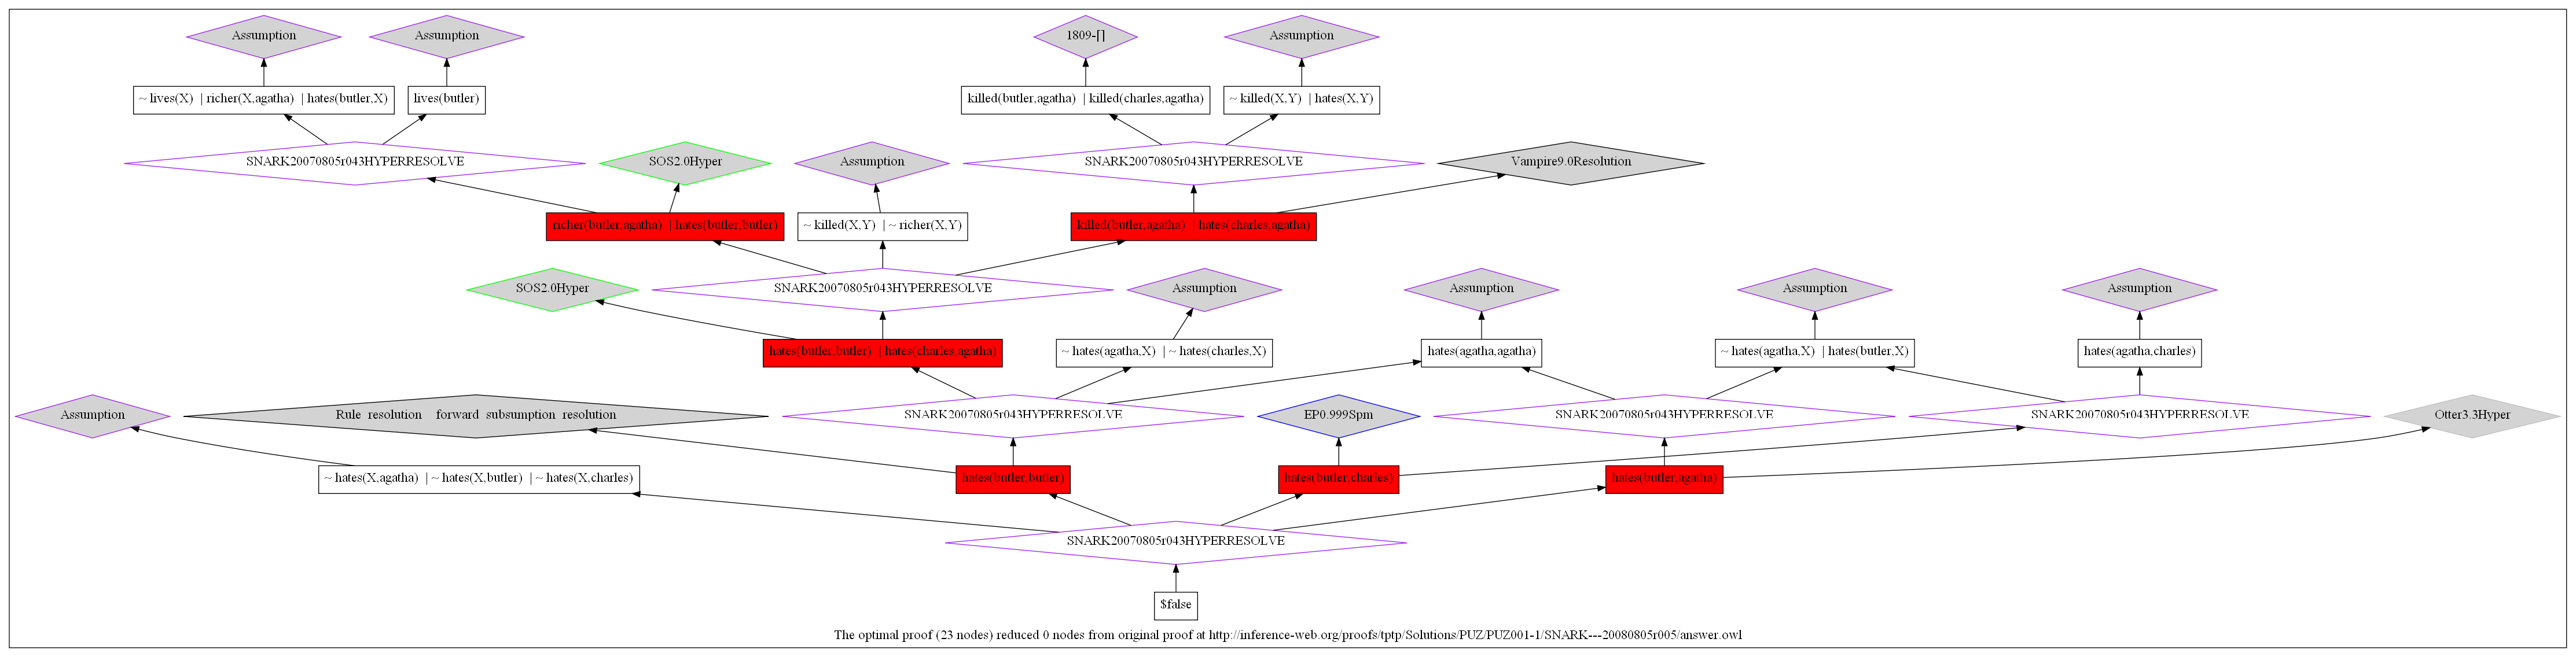 Assumption
Assumption
1809-[]
Assumption
~ lives(X) | richer(X,agatha) | hates(butler,X)
lives(butler)
killed(butler,agatha) | killed(charles,agatha)
~ killed(X,Y) | hates(X,Y)
SNARK20070805r043HYPERRESOLVE
SOS2.0Hyper
Assumption
SNARK20070805r043HYPERRESOLVE
Vampire9.0Resolution
richer(butler,agatha) | hates(butler,butler)
~ killed(X,Y) | ~ richer(X,Y)
killed(butler,agatha) | hates(charles,agatha)
SOS2.0Hyper
SNARK20070805r043HYPERRESOLVE
Assumption
Assumption
Assumption
Assumption
hates(butler,butler) | hates(charles,agatha)
~ hates(agatha,X) | ~ hates(charles,X)
hates(agatha,agatha)
~ hates(agatha,X) | hates(butler,X)
hates(agatha,charles)
Assumption
Rule resolution forward subsumption resolution
SNARK20070805r043HYPERRESOLVE
EP0.999Spm
SNARK20070805r043HYPERRESOLVE
SNARK20070805r043HYPERRESOLVE
Otter3.3Hyper
~ hates(X,agatha) | ~ hates(X,butler) | ~ hates(X,charles)
hates(butler,butler)
hates(butler,charles)
hates(butler,agatha)
SNARK20070805r043HYPERRESOLVE
$false
The optimal proof (23 nodes) reduced 0 nodes from original proof at http://inference-web.org/proofs/tptp/Solutions/PUZ/PUZ001-1/SNARK---20080805r005/answer.owl